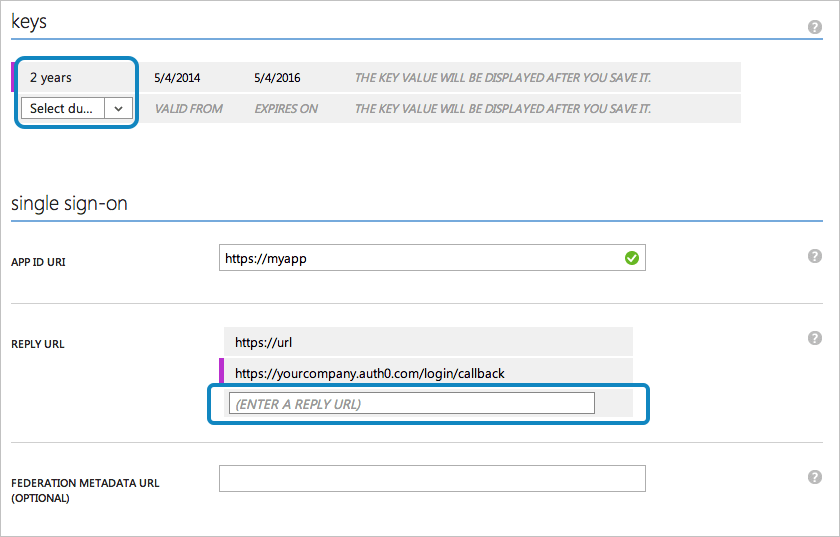 keys
?
2 years 5/4/2014 5/4/2016 THE KEY VALUE WILL BE DISPLAYED AFTER YOU SAVE IT.
Select du... VALID FROM EXPIRES ON THE KEY VALUE WILL BE DISPLAYED AFTER YOU SAVE IT.
single sign-on
APP ID URI https://myapp ?
REPLY URL https://url ?
https://yourcompany.auth0.com/login/callback
(ENTER A REPLY URL)
FEDERATION METADATA URL ?
(OPTIONAL)